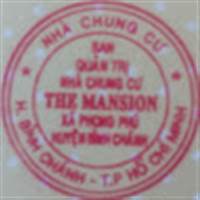 NHÀ CHUNG CƯ
BAN
QUẢN TRỊ
NHÀ CHUNG CƯ
THE MANSION
XÃ PHONG PHÚ
HUYỆN BÌNH CHÁNH
H. BÌNH CHÁNH - T.P HỒ CHÍ MINH